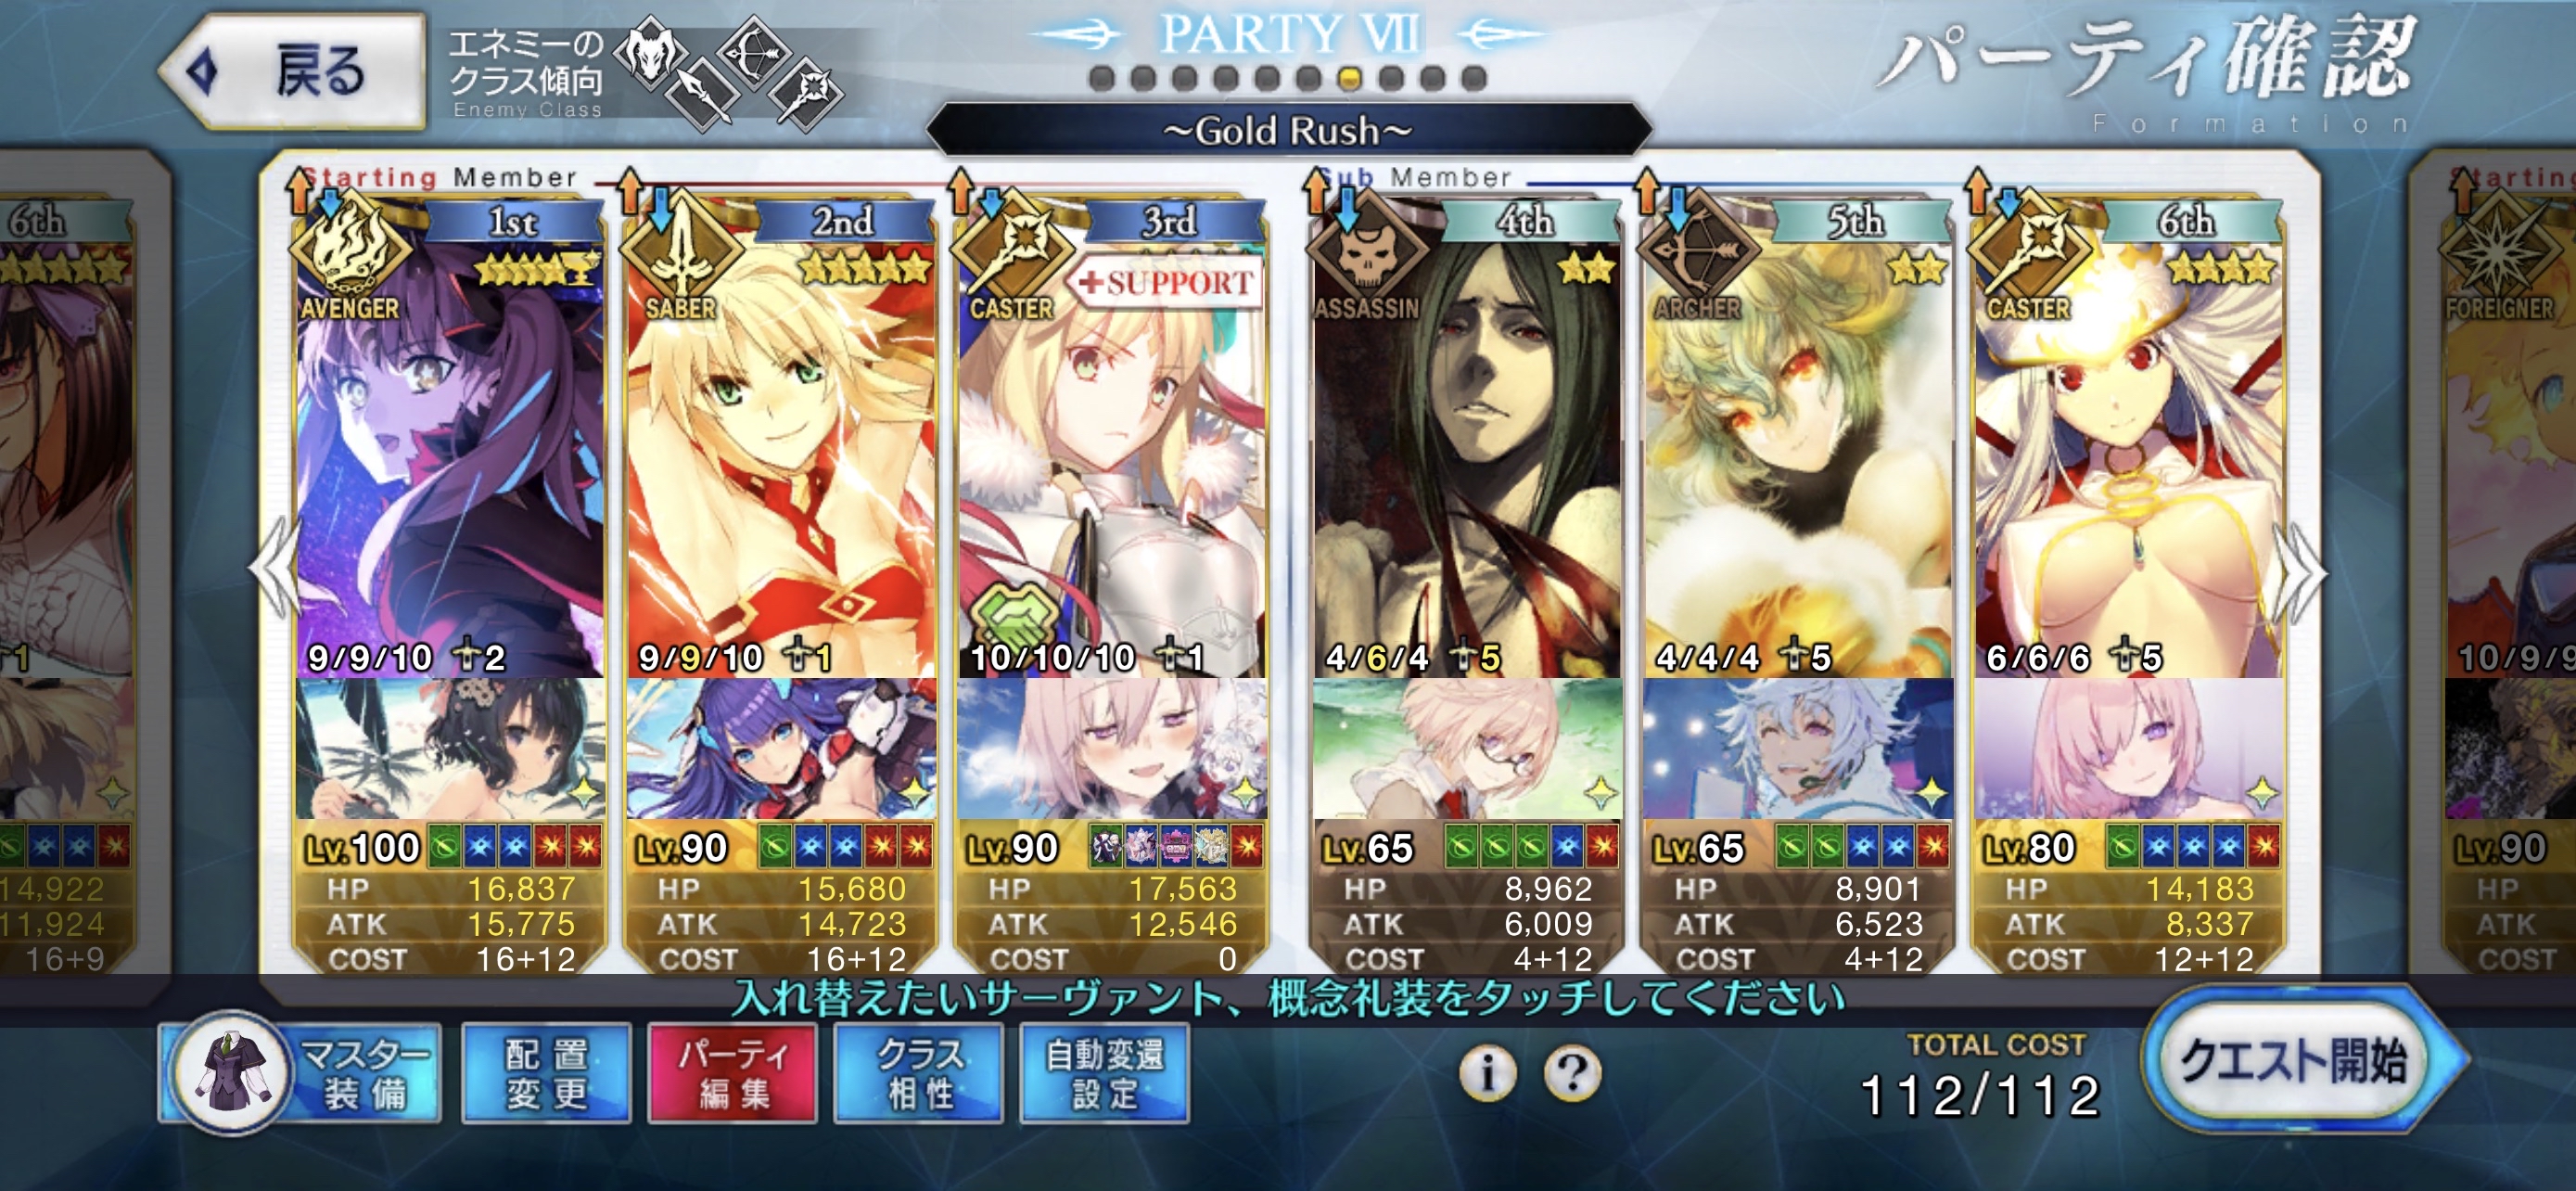 戻る
エネミーの
クラス傾向
Enemy Class
PARTY Ⅶ
~Gold Rush~
パーティ確認
Formation
6th
14,922
11,924
16+9
Starting Member
1st
AVENGER
9/9/10 2
Lv.100
HP 16,837
ATK 15,775
COST 16+12
2nd
SABER
9/9/10 1
Lv.90
HP 15,680
ATK 14,723
COST 16+12
3rd
+SUPPORT
CASTER
10/10/10 1
Lv.90
HP 17,563
ATK 12,546
COST 0
Sub Member
4th
ASSASSIN
4/6/4 5
Lv.65
HP 8,962
ATK 6,009
COST 4+12
5th
ARCHER
4/4/4 5
Lv.65
HP 8,901
ATK 6,523
COST 4+12
6th
CASTER
6/6/6 5
Lv.80
HP 14,183
ATK 8,337
COST 12+12
Starting
FOREIGNER
10/9/9
Lv.90
HP
ATK
COST
入れ替えたいサーヴァント、概念礼装をタッチしてください
マスター
装備
配置
変更
パーティ
編集
クラス
相性
自動変還
設定
i
?
TOTAL COST
112/112
クエスト開始